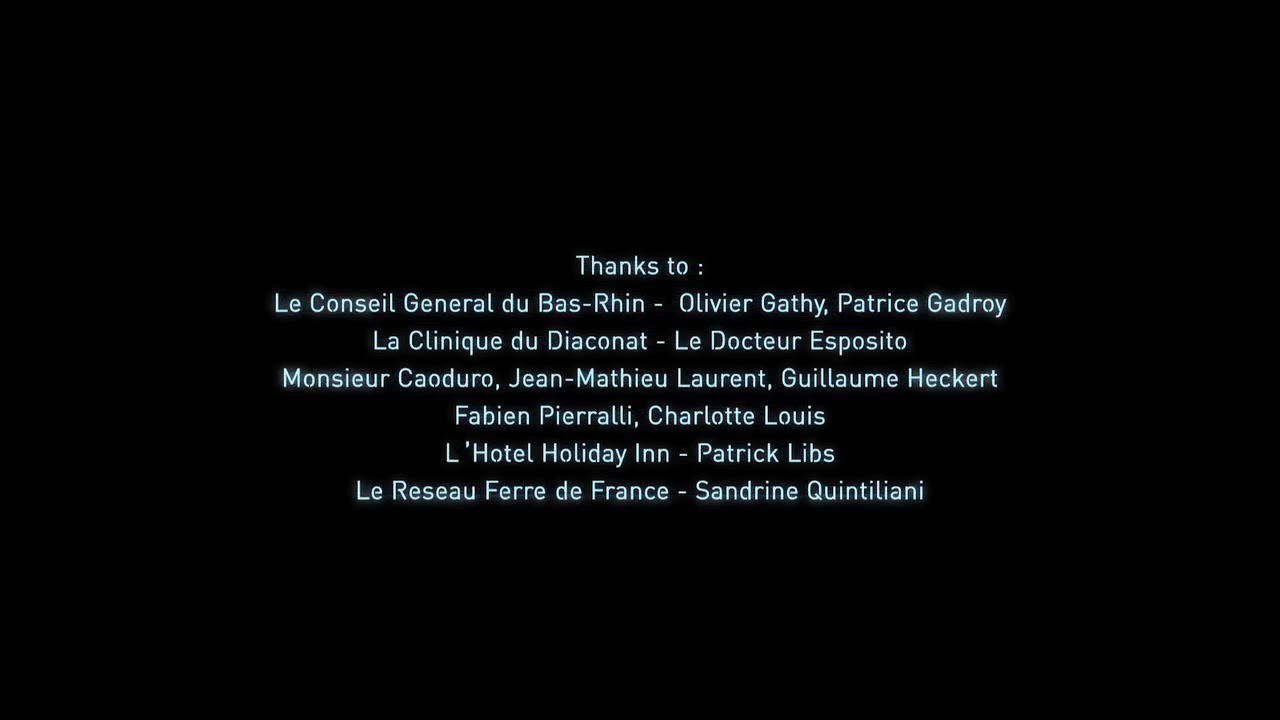 Thanks to :
Le Conseil General du Bas-Rhin - Olivier Gathy, Patrice Gadroy
La Clinique du Diaconat - Le Docteur Esposito
Monsieur Caoduro, Jean-Mathieu Laurent, Guillaume Heckert
Fabien Pierralli, Charlotte Louis
L 'Hotel Holiday Inn - Patrick Libs
Le Reseau Ferre de France - Sandrine Quintiliani